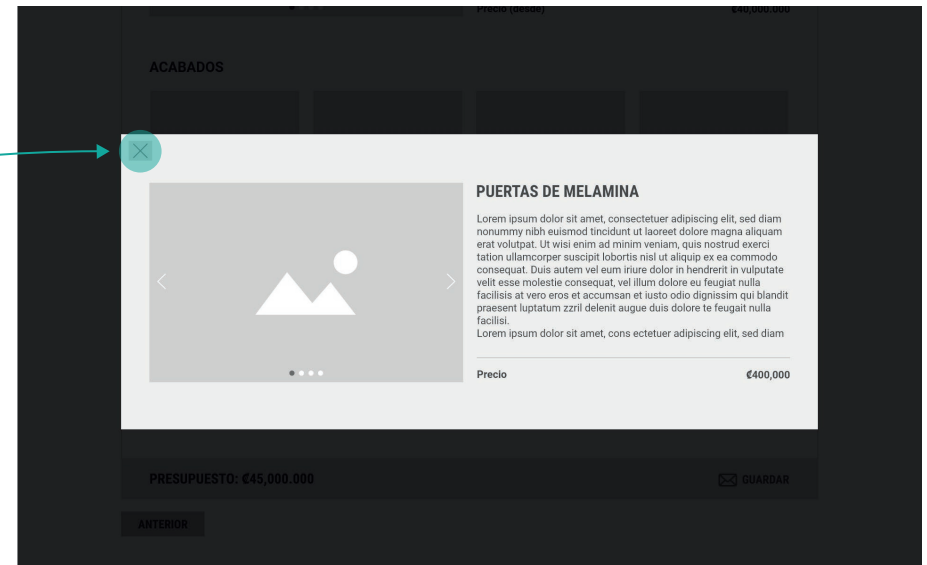 Precio (desde) ₡40,000.000
ACABADOS
PUERTAS DE MELAMINA
Lorem ipsum dolor sit amet, consectetuer adipiscing elit, sed diam
nonummy nibh euismod tincidunt ut laoreet dolore magna aliquam
erat volutpat. Ut wisi enim ad minim veniam, quis nostrud exerci
tation ullamcorper suscipit lobortis nisl ut aliquip ex ea commodo
consequat. Duis autem vel eum iriure dolor in hendrerit in vulputate
velit esse molestie consequat, vel illum dolore eu feugiat nulla
facilisis at vero eros et accumsan et iusto odio dignissim qui blandit
praesent luptatum zzril delenit augue duis dolore te feugait nulla
facilisi.
Lorem ipsum dolor sit amet, cons ectetuer adipiscing elit, sed diam
Precio ₡400,000
PRESUPUESTO: ₡45,000.000 GUARDAR
ANTERIOR